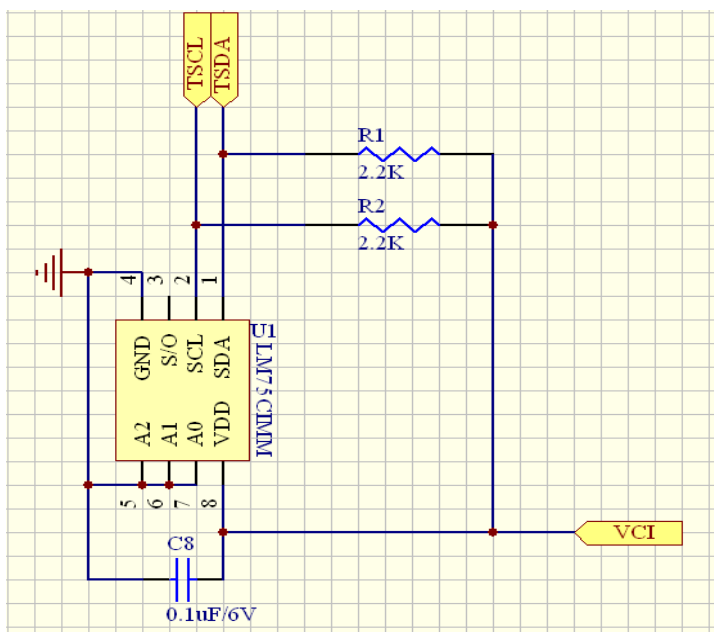 TSCL
TSDA
R1
2.2K
R2
2.2K
4
3
2
1
GND
S/O
SCL
SDA
U1
LM75CIMM
A2
A1
A0
VDD
5
6
7
8
C8
0.1uF/6V
VCI